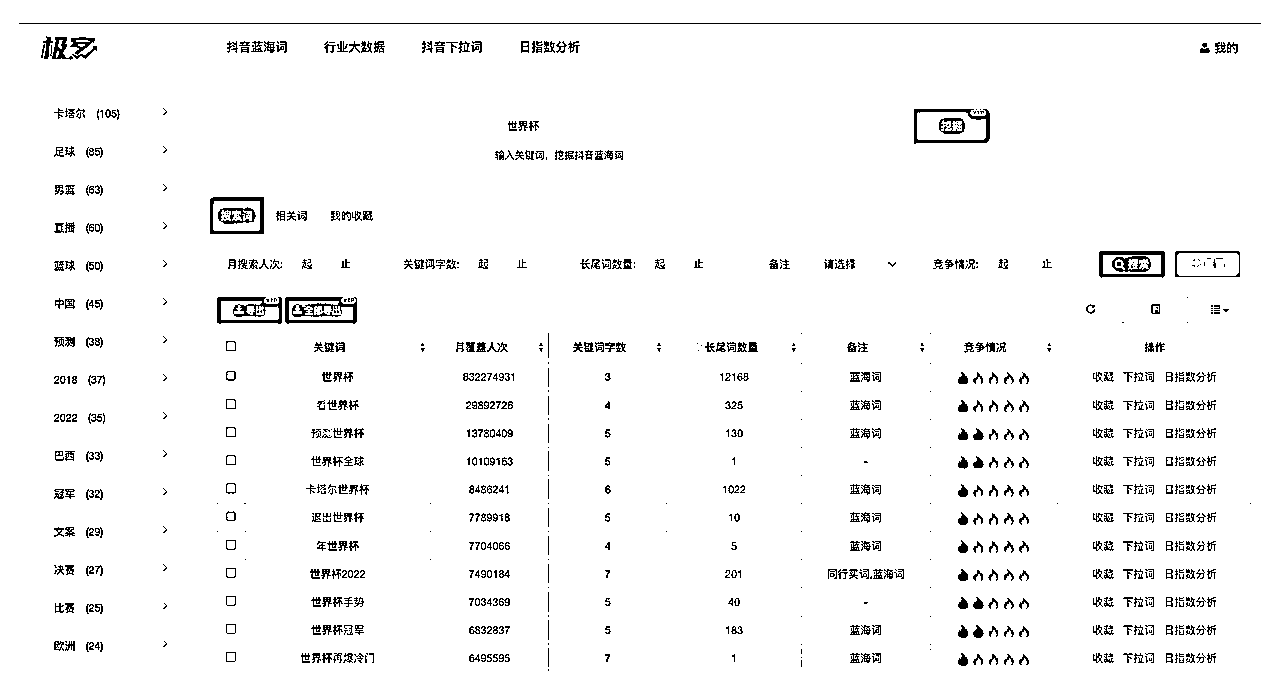 抖音蓝海词 行业大数据 抖音下拉词 日指数分析 我的
卡塔尔 (105)
足球 (85)
男篮 (63)
直播 (60)
篮球 (50)
中国 (45)
预测 (38)
2018 (37)
2022 (35)
巴西 (33)
冠军 (32)
文案 (29)
决赛 (27)
比赛 (25)
欧洲 (24)
世界杯
挖掘
输入关键词，挖掘抖音蓝海词
搜索词 相关词 我的收藏
月搜索人次: 起 止 关键词字数: 起 止 长尾词数量: 起 止 备注 请选择 竞争情况: 起 止 搜索
导出 VIP 全部导出 VIP
关键词 月覆盖人次 关键词字数 长尾词数量 备注 竞争情况 操作
世界杯 832274931 3 12168 蓝海词 收藏 下拉词 日指数分析
看世界杯 29892726 4 325 蓝海词 收藏 下拉词 日指数分析
预测世界杯 13780409 5 130 蓝海词 收藏 下拉词 日指数分析
世界杯全球 10109163 5 1 - 收藏 下拉词 日指数分析
卡塔尔世界杯 8486241 6 1022 蓝海词 收藏 下拉词 日指数分析
退出世界杯 7789918 5 10 蓝海词 收藏 下拉词 日指数分析
年世界杯 7704066 4 5 蓝海词 收藏 下拉词 日指数分析
世界杯2022 7490184 7 201 同行买词,蓝海词 收藏 下拉词 日指数分析
世界杯手势 7034369 5 40 - 收藏 下拉词 日指数分析
世界杯冠军 6832837 5 183 蓝海词 收藏 下拉词 日指数分析
世界杯再爆冷门 6495595 7 1 蓝海词 收藏 下拉词 日指数分析